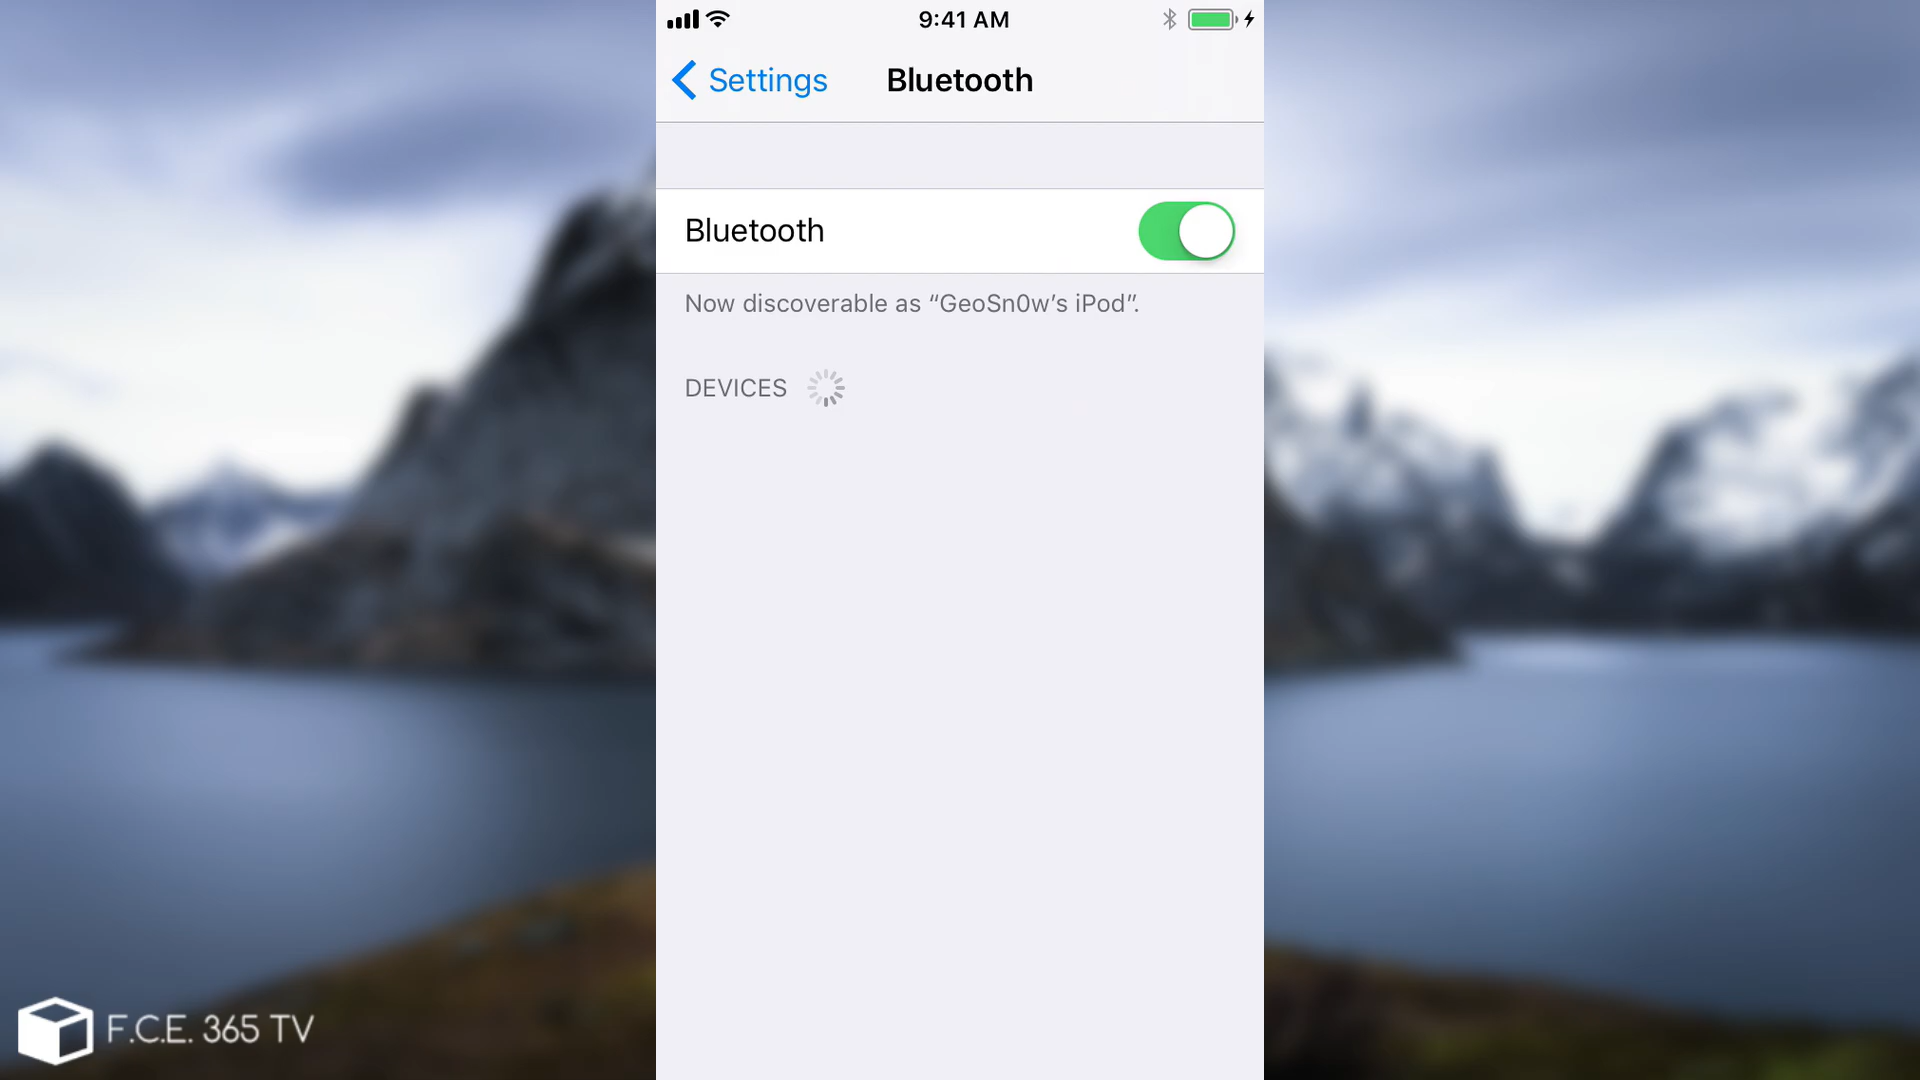 9:41 AM
Settings
Bluetooth
Bluetooth
Now discoverable as “GeoSn0w’s iPod”.
DEVICES
F.C.E. 365 TV